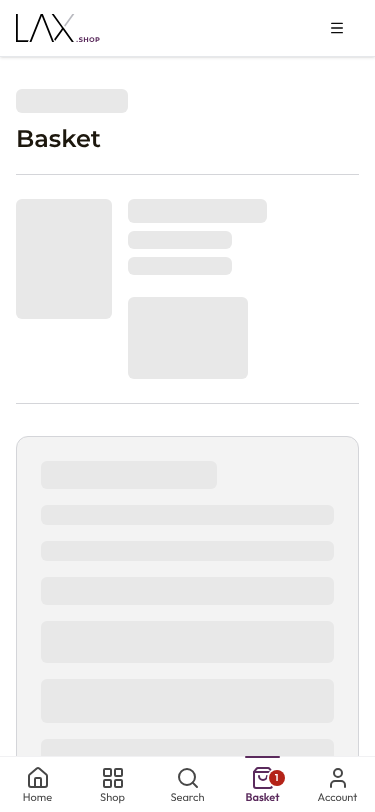 LAX.SHOP
Basket
Home
Shop
Search
1
Basket
Account